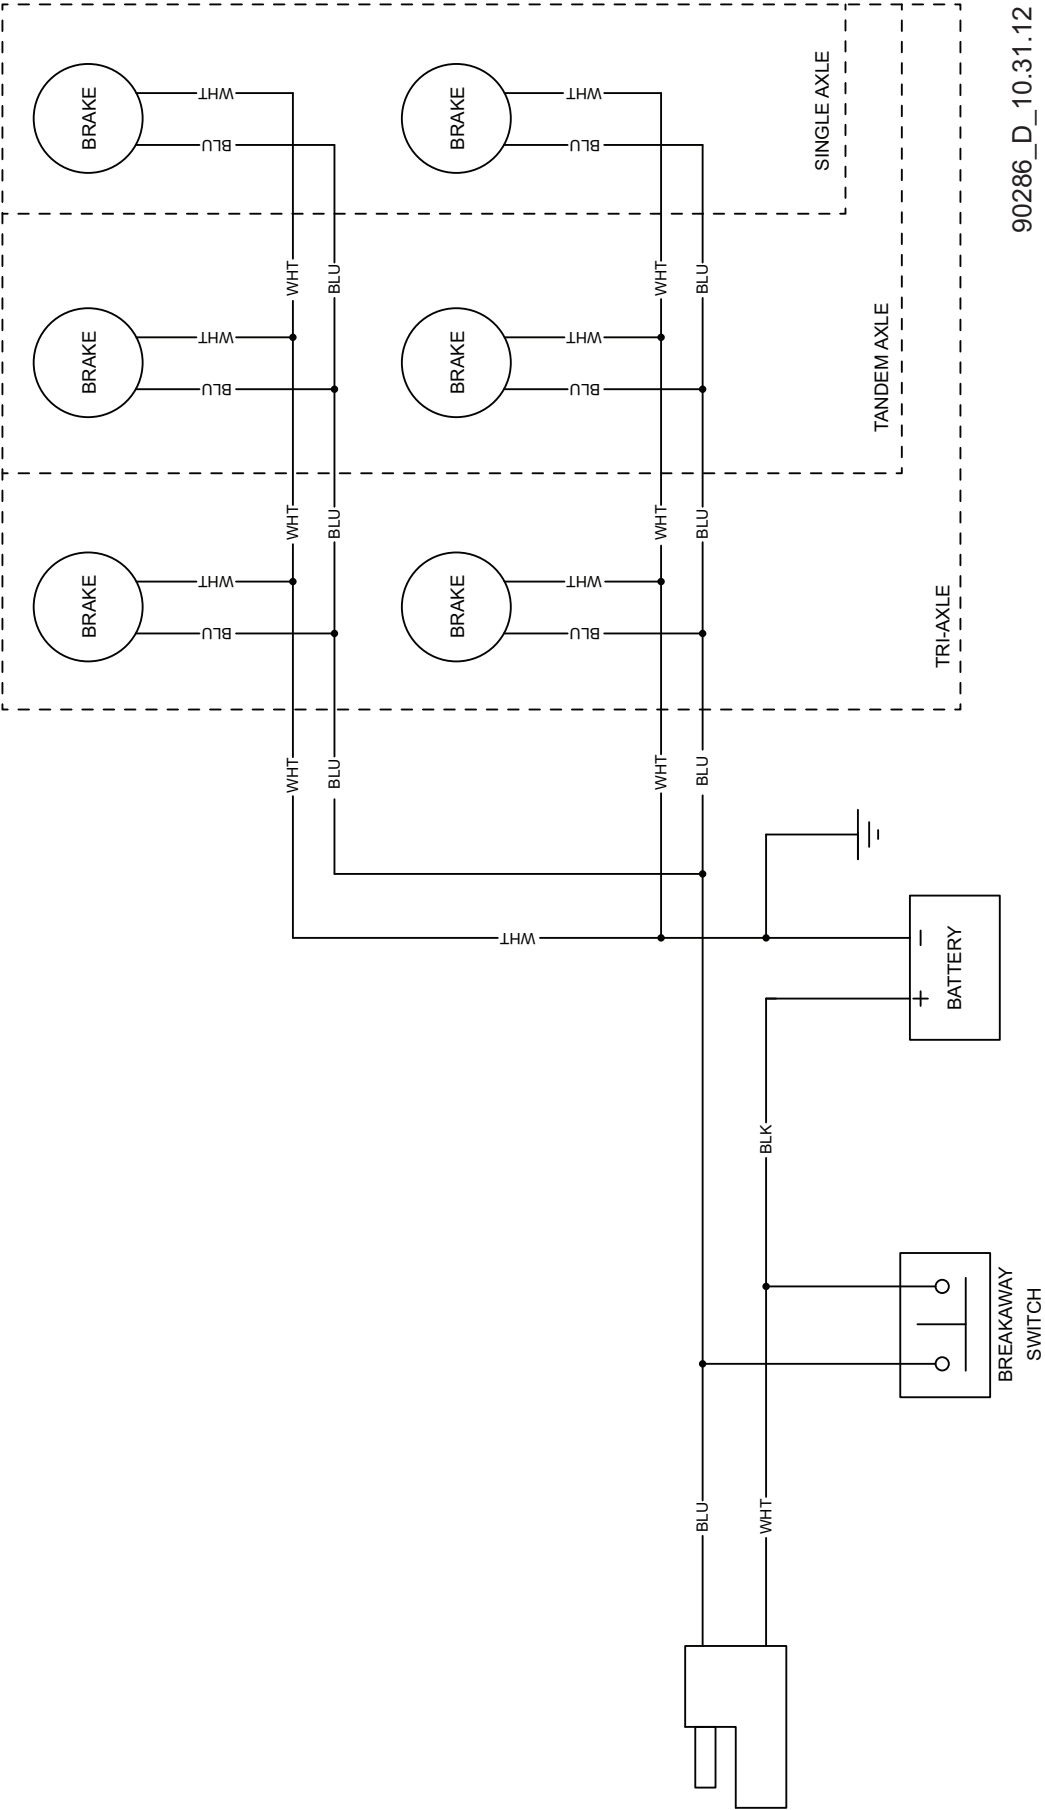 BRAKE
WHT
BLU
BRAKE
WHT
BLU
SINGLE AXLE
WHT
BLU
WHT
BLU
BRAKE
WHT
BLU
BRAKE
WHT
BLU
TANDEM AXLE
WHT
BLU
WHT
BLU
BRAKE
WHT
BLU
BRAKE
WHT
BLU
TRI-AXLE
WHT
BLU
WHT
BLU
WHT
BATTERY
BLK
BREAKAWAY
SWITCH
BLU
WHT
90286_D_10.31.12